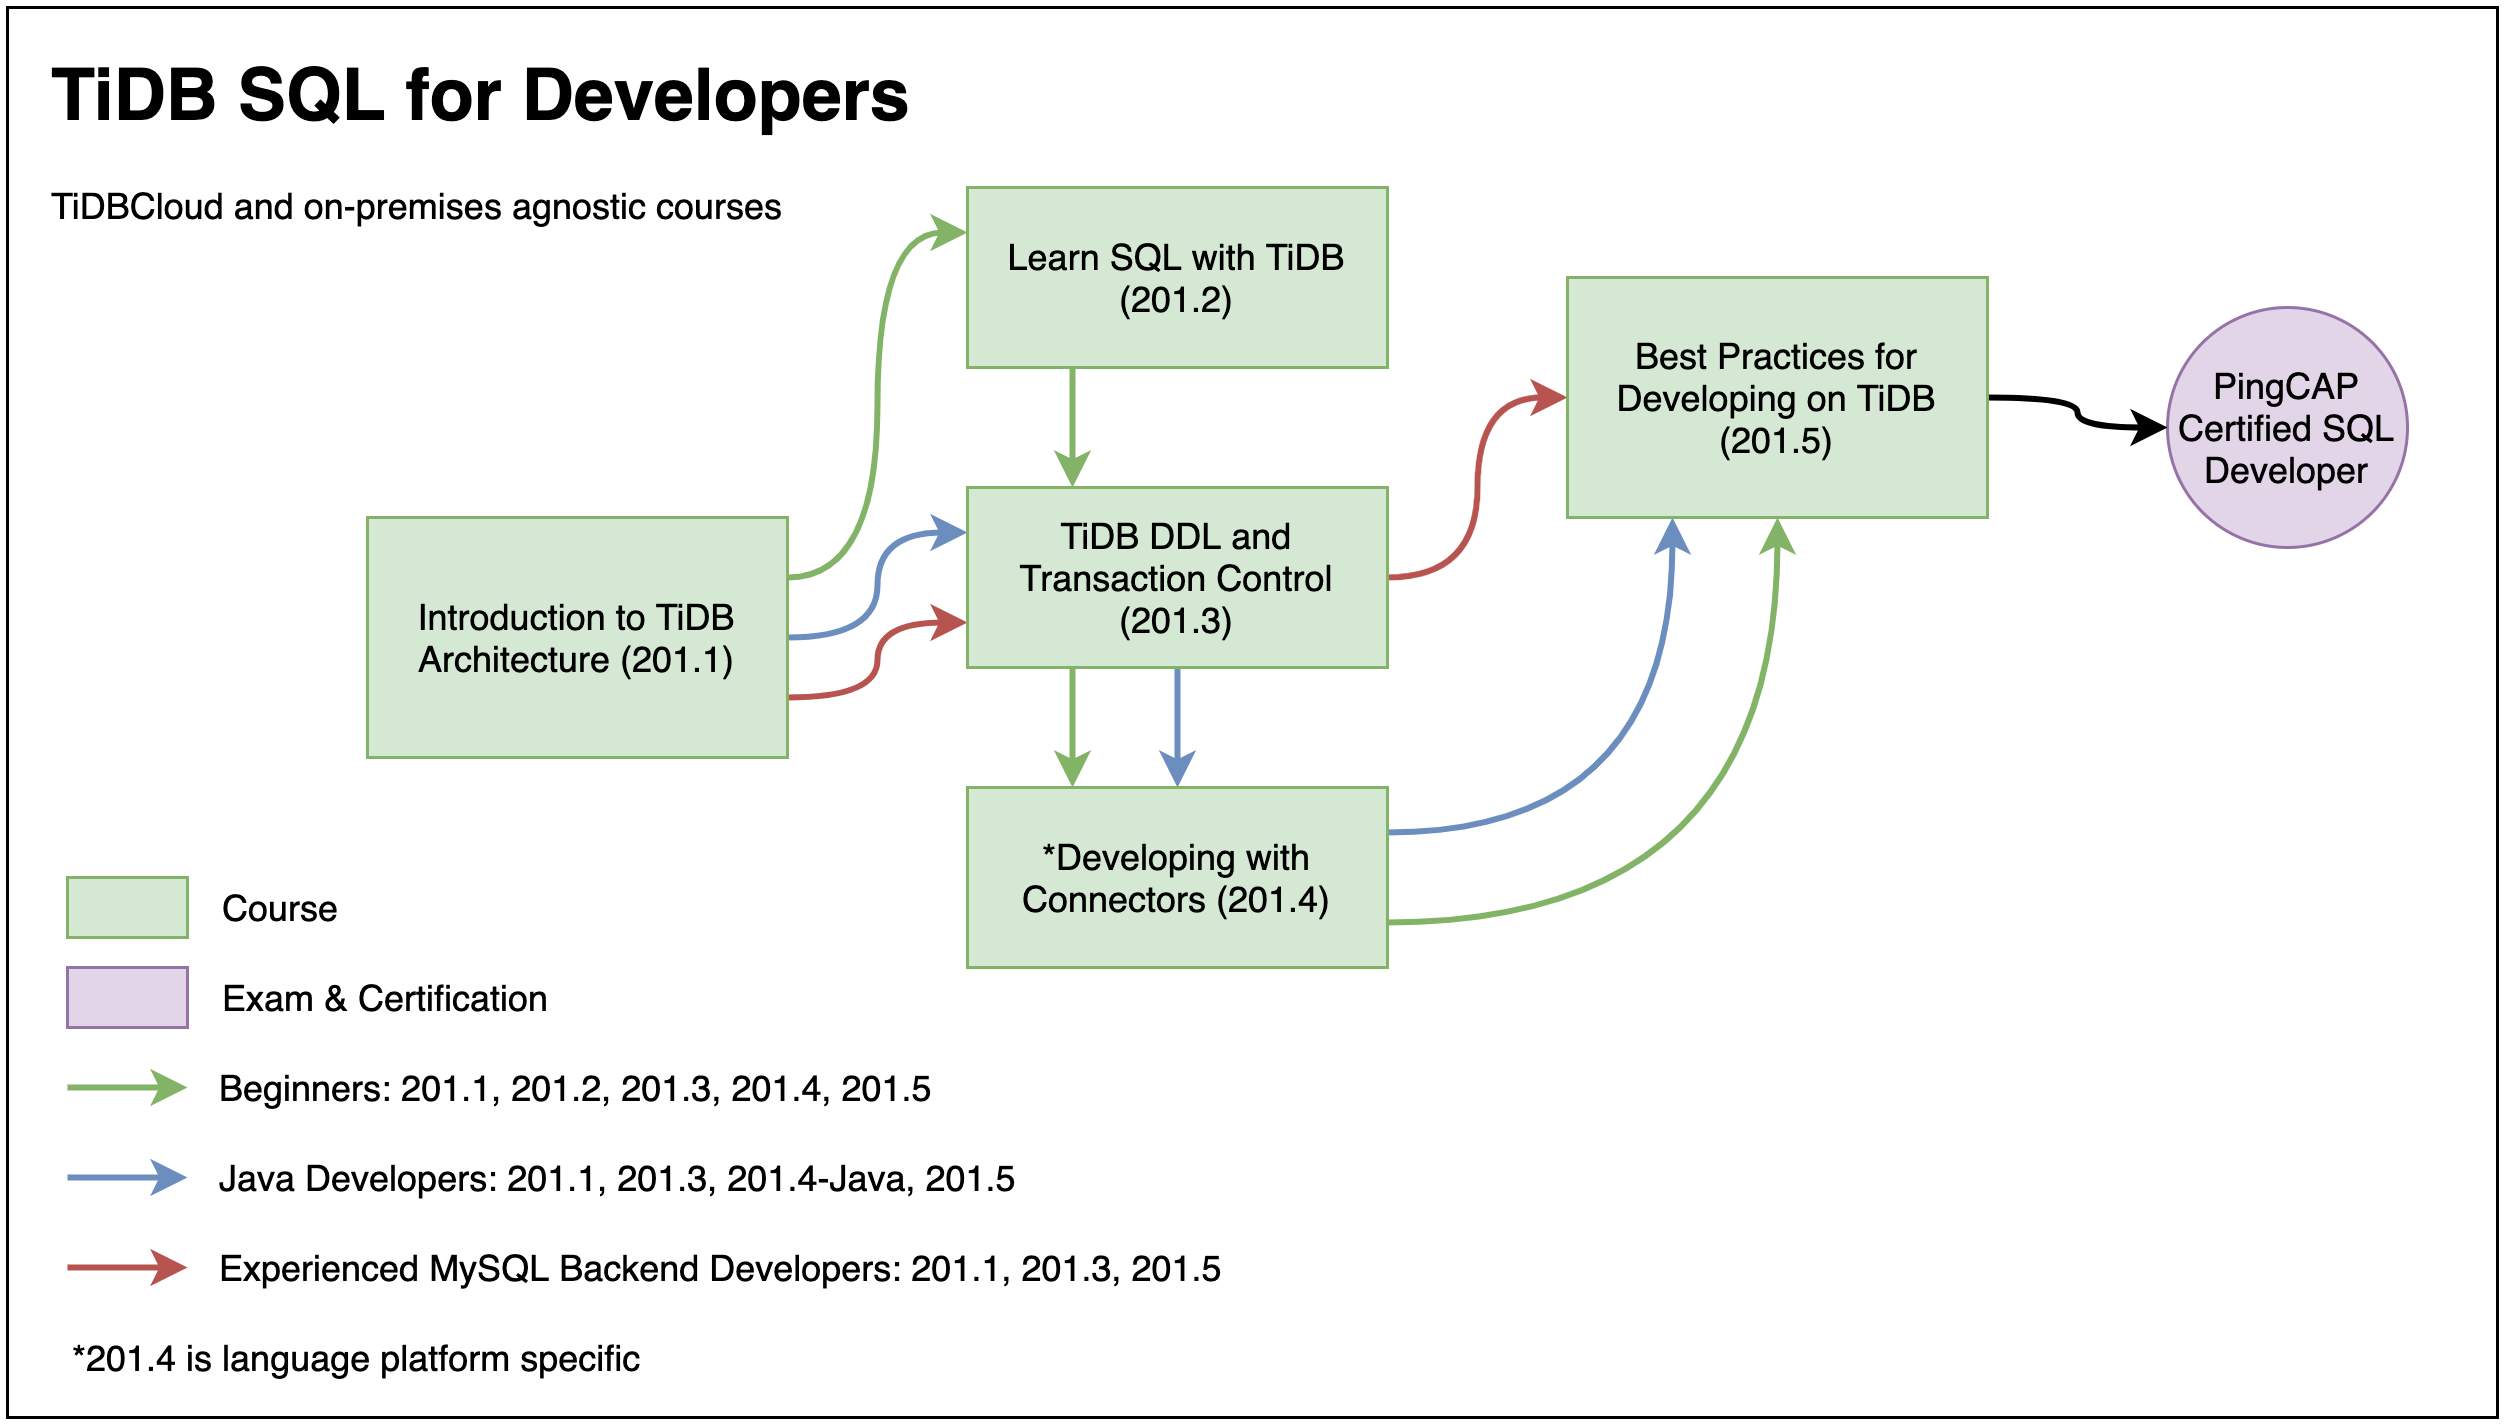 TiDB SQL for Developers
TiDBCloud and on-premises agnostic courses
Learn SQL with TiDB
(201.2)
Best Practices for
Developing on TiDB
(201.5)
PingCAP
Certified SQL
Developer
TiDB DDL and
Transaction Control
(201.3)
Introduction to TiDB
Architecture (201.1)
*Developing with
Connectors (201.4)
Course
Exam & Certification
Beginners: 201.1, 201.2, 201.3, 201.4, 201.5
Java Developers: 201.1, 201.3, 201.4-Java, 201.5
Experienced MySQL Backend Developers: 201.1, 201.3, 201.5
*201.4 is language platform specific